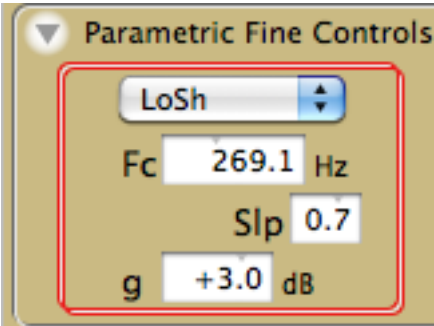 Parametric Fine Controls
LoSh
Fc 269.1 Hz
Slp 0.7
g +3.0 dB